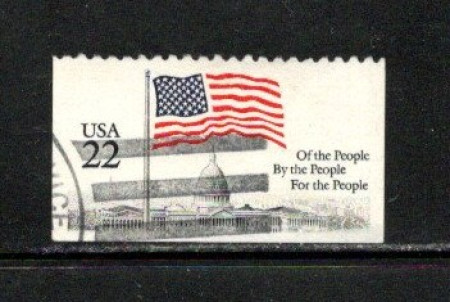 USA
22
Of the People
By the People
For the People